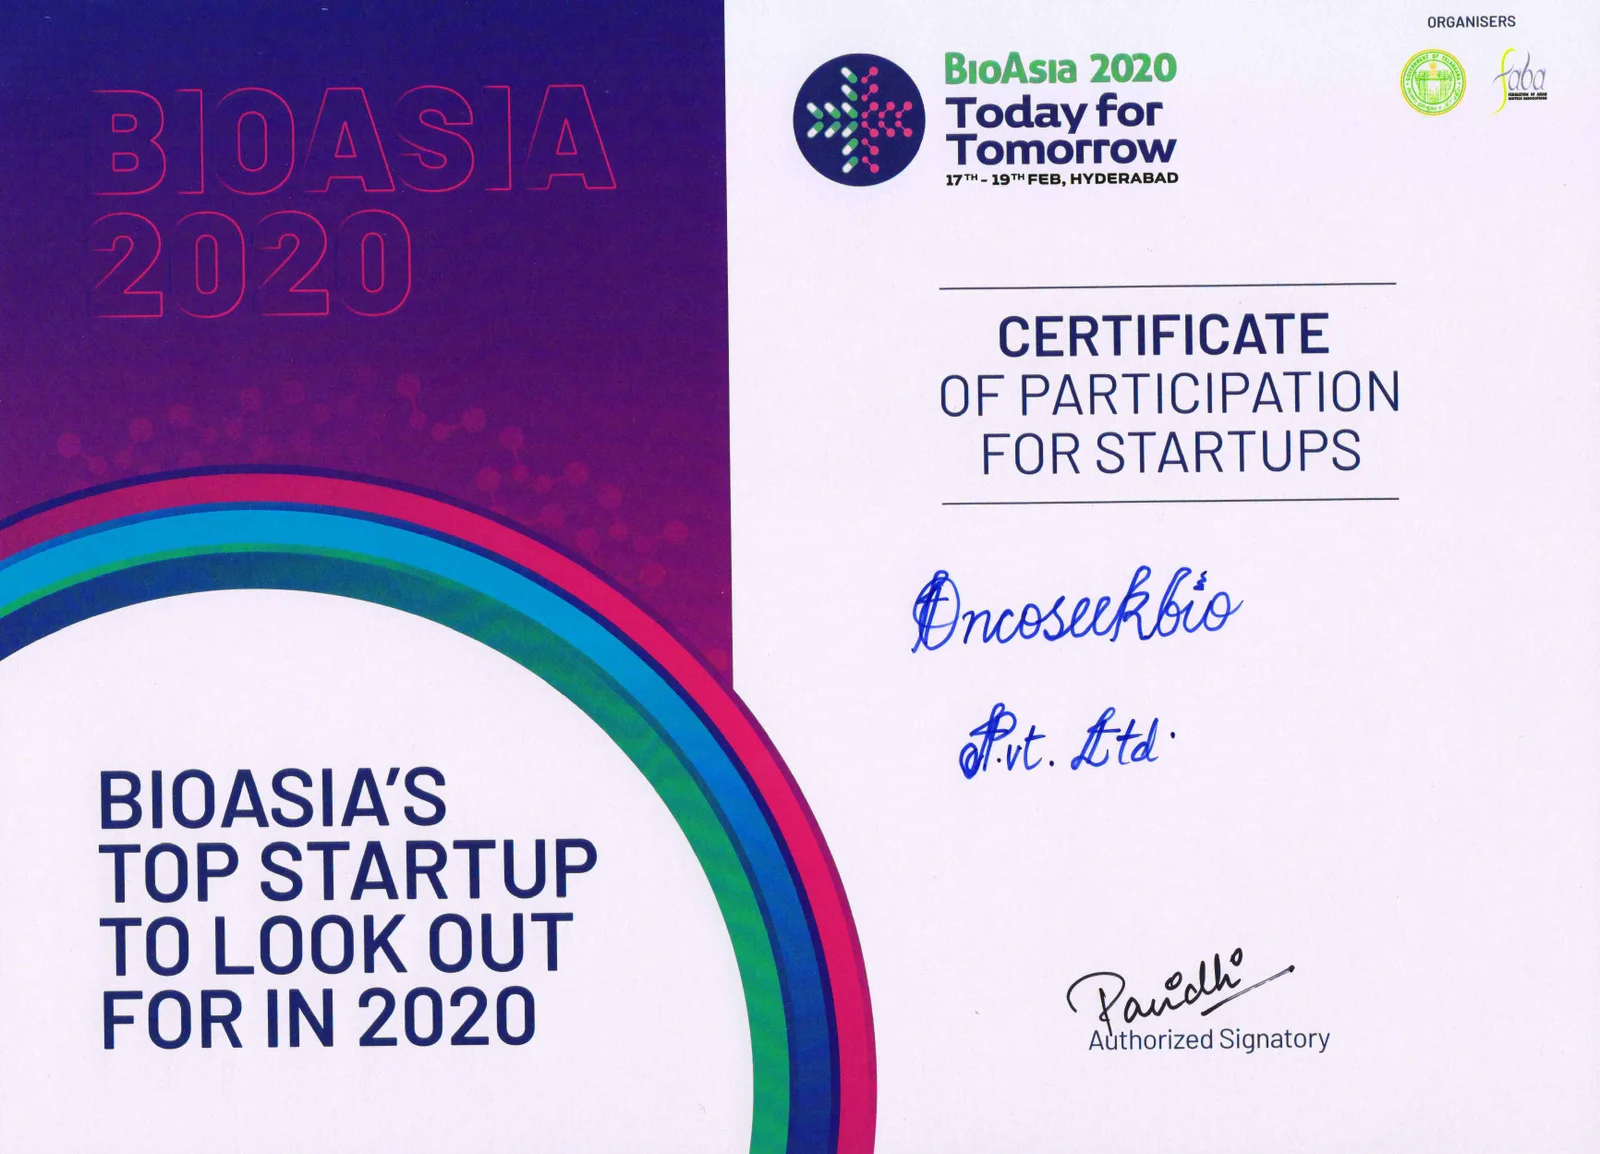 BIOASIA
2020
BIOASIA'S
TOP STARTUP
TO LOOK OUT
FOR IN 2020
ORGANISERS
BioAsia 2020
Today for
Tomorrow
17TH - 19TH FEB, HYDERABAD
faba
CERTIFICATE
OF PARTICIPATION
FOR STARTUPS
Oncoseekbio
Pvt. Ltd.
Authorized Signatory